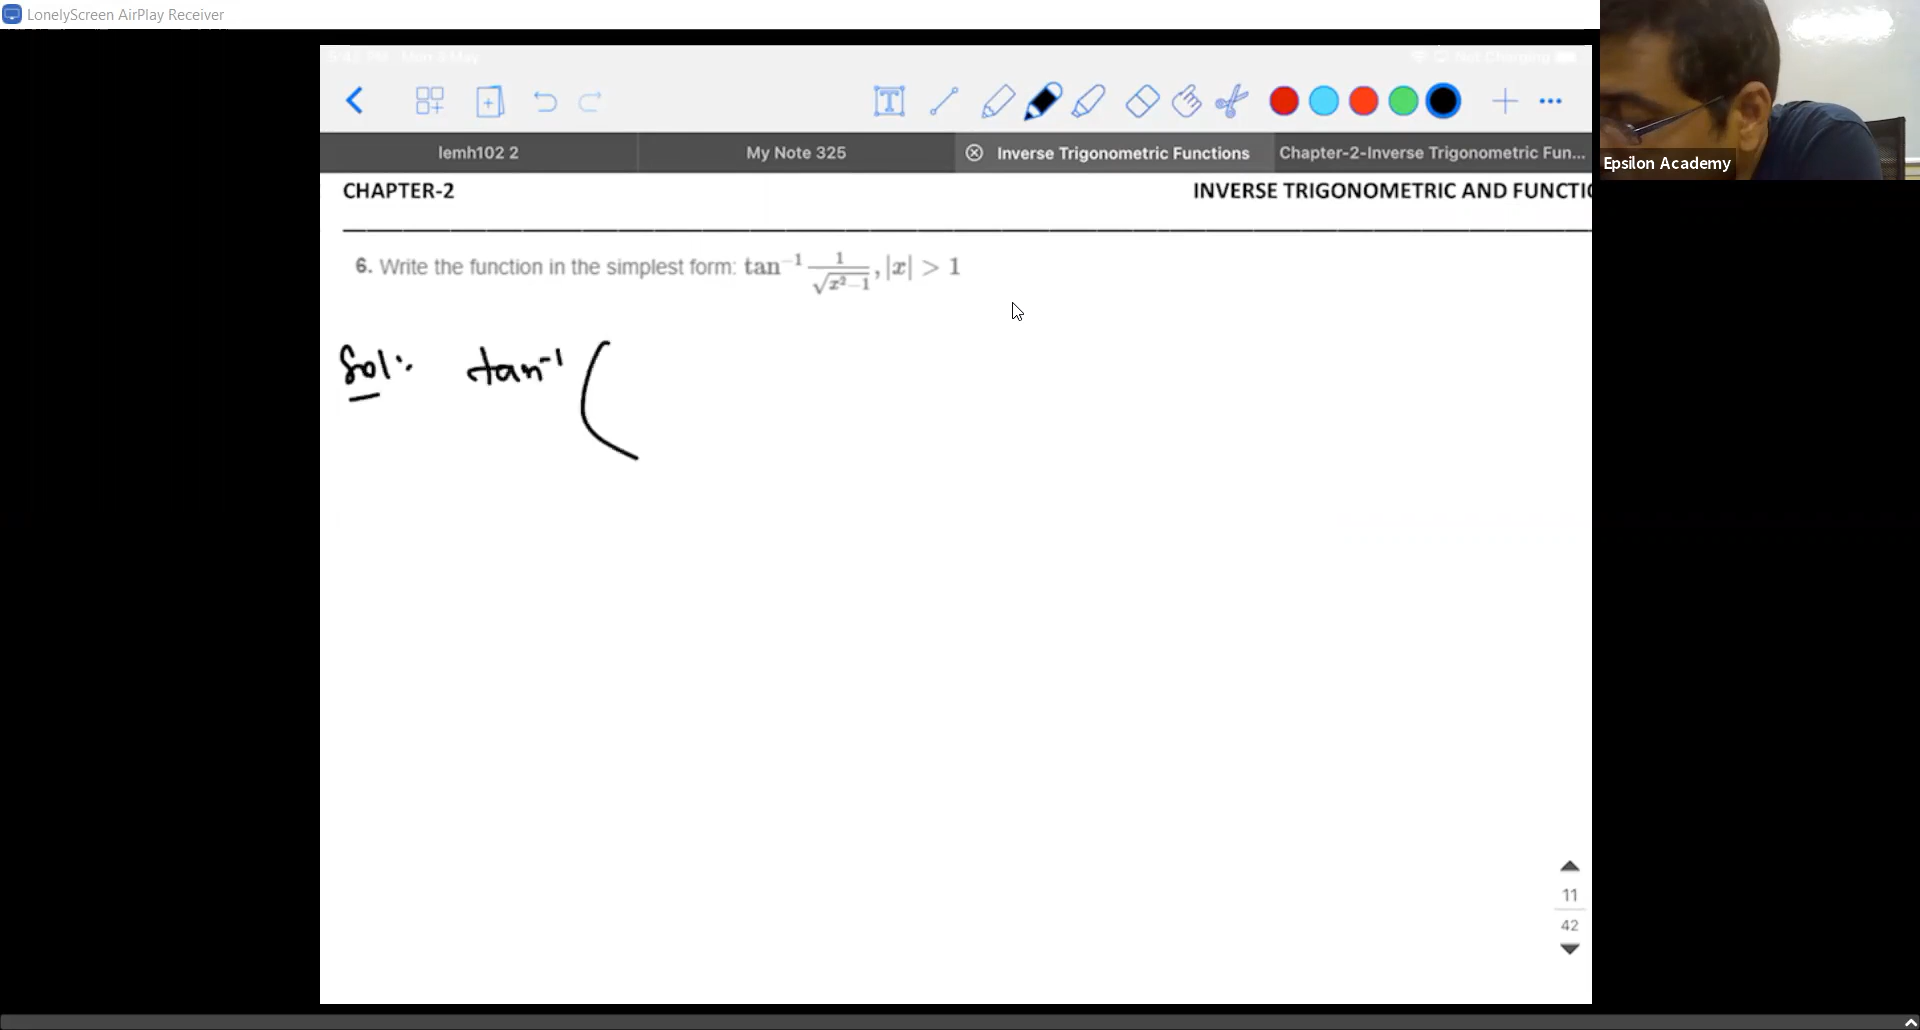 LonelyScreen AirPlay Receiver
lemh102 2
My Note 325
Inverse Trigonometric Functions
Chapter-2-Inverse Trigonometric Fun...
Epsilon Academy
CHAPTER-2
INVERSE TRIGONOMETRIC AND FUNCTI
6. Write the function in the simplest form: tan⁻¹ 1/√(x²−1), |x| > 1
Sol:. tan⁻¹ (
11
42